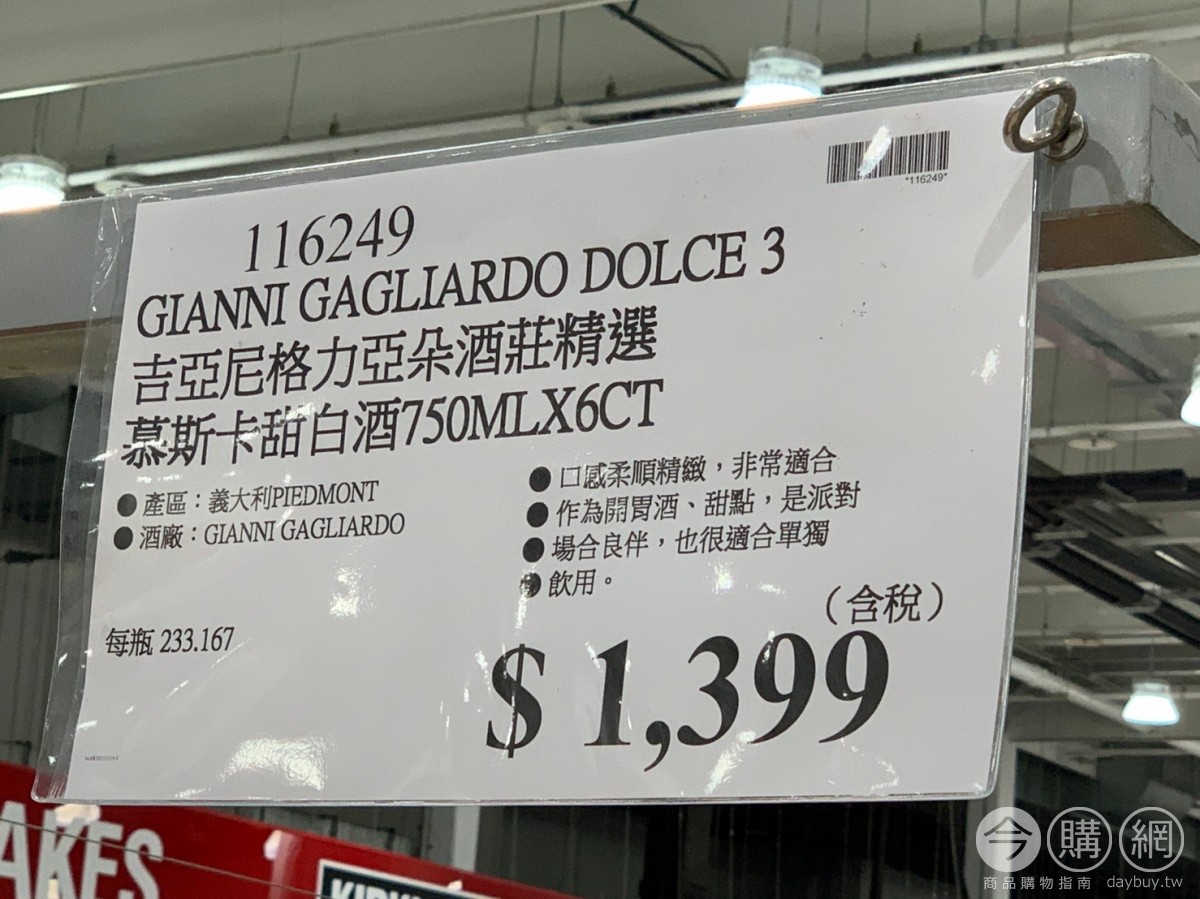 *116249*
116249
GIANNI GAGLIARDO DOLCE 3
吉亞尼格力亞朵酒莊精選
慕斯卡甜白酒750MLX6CT
● 產區：義大利PIEDMONT
● 酒廠：GIANNI GAGLIARDO
● 口感柔順精緻，非常適合
● 作為開胃酒、甜點，是派對
● 場合良伴，也很適合單獨
● 飲用。
每瓶 233.167
（含稅）
$ 1,399
AKES
今購網
商品購物指南 daybuy.tw